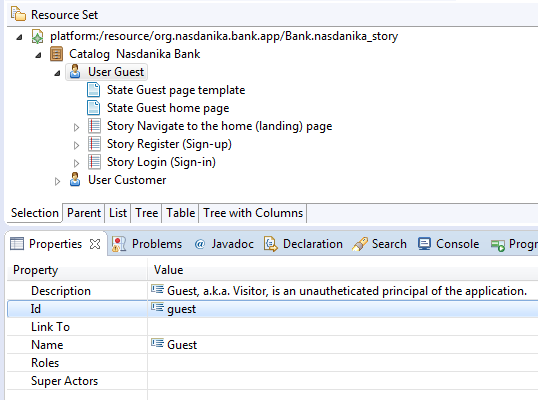 Resource Set
platform:/resource/org.nasdanika.bank.app/Bank.nasdanika_story
Catalog Nasdanika Bank
User Guest
State Guest page template
State Guest home page
Story Navigate to the home (landing) page
Story Register (Sign-up)
Story Login (Sign-in)
User Customer
Selection Parent List Tree Table Tree with Columns
Properties Problems @ Javadoc Declaration Search Console Progr
Property Value
Description Guest, a.k.a. Visitor, is an unautheticated principal of the application.
Id guest
Link To
Name Guest
Roles
Super Actors